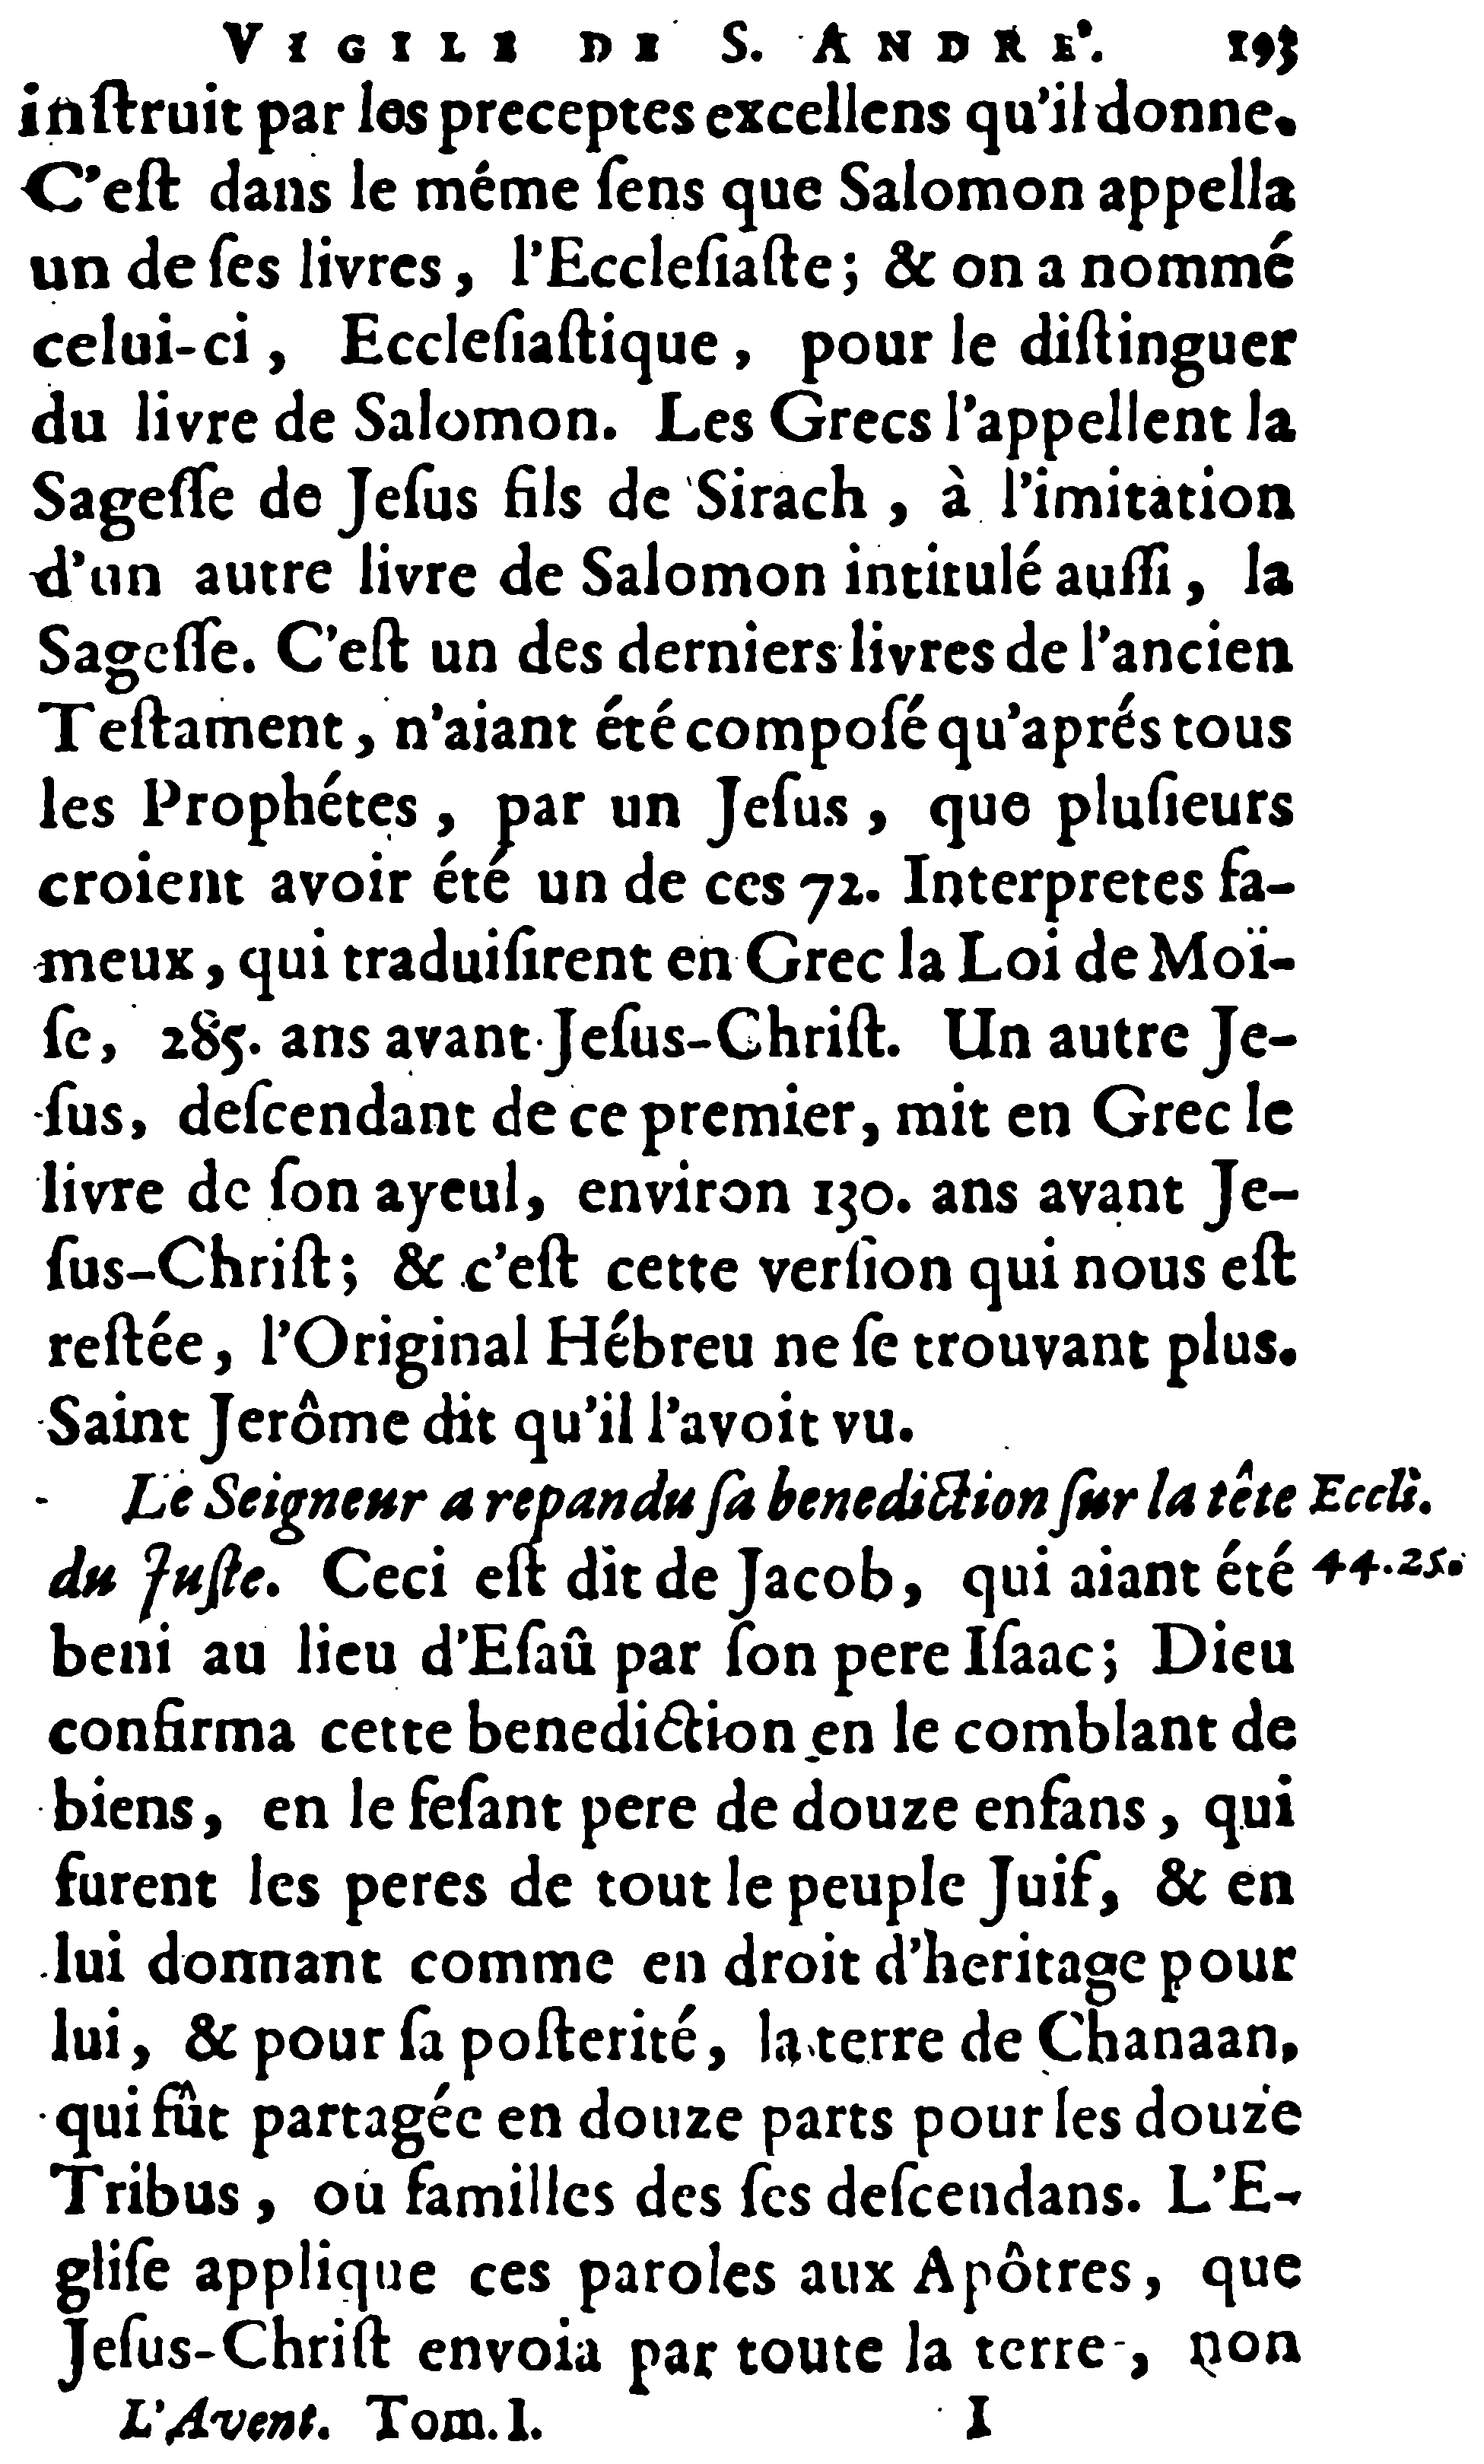 VIGILE DE S. ANDRE'. 193
inſtruit par les preceptes excellens qu'il donne.
C'eſt dans le méme ſens que Salomon appella
un de ſes livres, l'Eccleſiaſte; & on a nommé
celui-ci, Eccleſiaſtique, pour le diſtinguer
du livre de Salomon. Les Grecs l'appellent la
Sageſſe de Jeſus fils de Sirach, à l'imitation
d'un autre livre de Salomon intitulé auſſi, la
Sageſſe. C'eſt un des derniers livres de l'ancien
Teſtament, n'aiant été compoſé qu'aprés tous
les Prophétes, par un Jeſus, que pluſieurs
croient avoir été un de ces 72. Interpretes fa-
meux, qui traduiſirent en Grec la Loi de Moï-
ſe, 285. ans avant Jeſus-Chriſt. Un autre Je-
ſus, deſcendant de ce premier, mit en Grec le
livre de ſon ayeul, environ 130. ans avant Je-
ſus-Chriſt; & c'eſt cette verſion qui nous eſt
reſtée, l'Original Hébreu ne ſe trouvant plus.
Saint Jerôme dit qu'il l'avoit vu.
Le Seigneur a repandu ſa benediction ſur la tête Eccli.
du Juſte. Ceci eſt dit de Jacob, qui aiant été 44.25.
beni au lieu d'Eſaû par ſon pere Iſaac; Dieu
confirma cette benediction en le comblant de
biens, en le feſant pere de douze enfans, qui
furent les peres de tout le peuple Juif, & en
lui donnant comme en droit d'heritage pour
lui, & pour ſa poſterité, la terre de Chanaan,
qui fût partagée en douze parts pour les douze
Tribus, ou familles des ſes deſcendans. L'E-
gliſe applique ces paroles aux Apôtres, que
Jeſus-Chriſt envoia par toute la terre, non
L'Avent. Tom. I. I